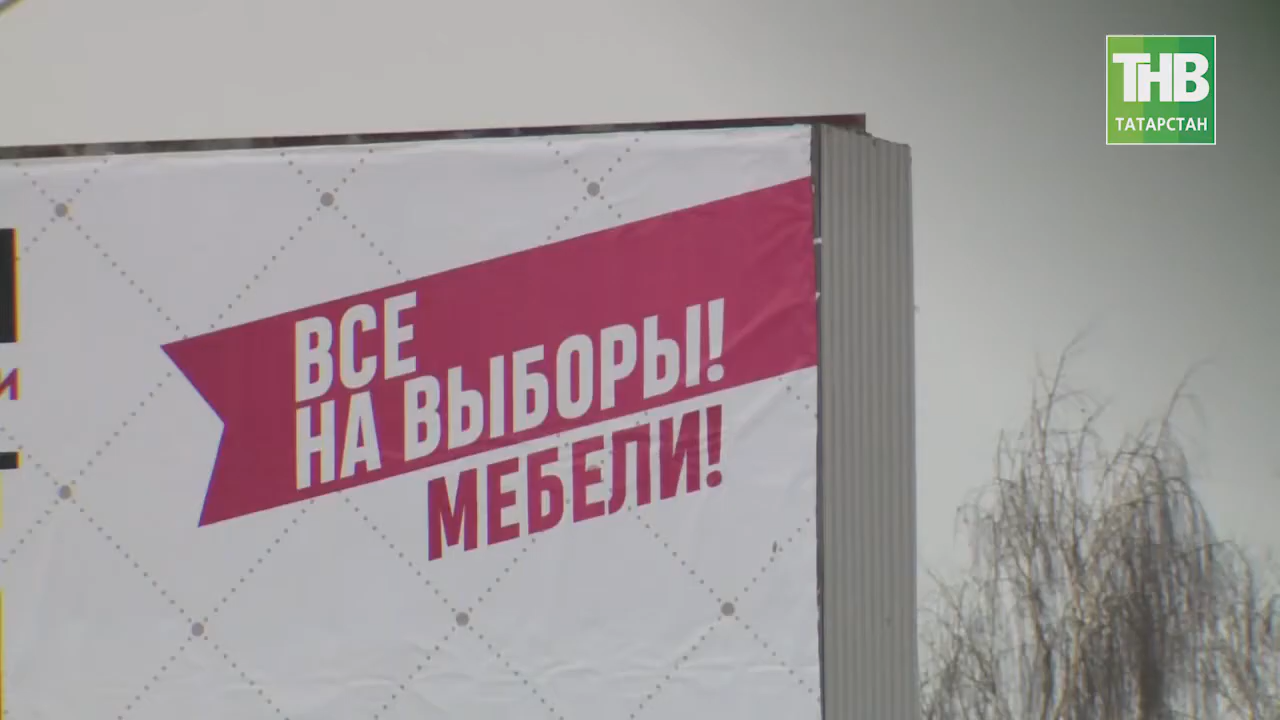 ТНВ
ТАТАРСТАН
ВСЕ
НА ВЫБОРЫ!
МЕБЕЛИ!
И